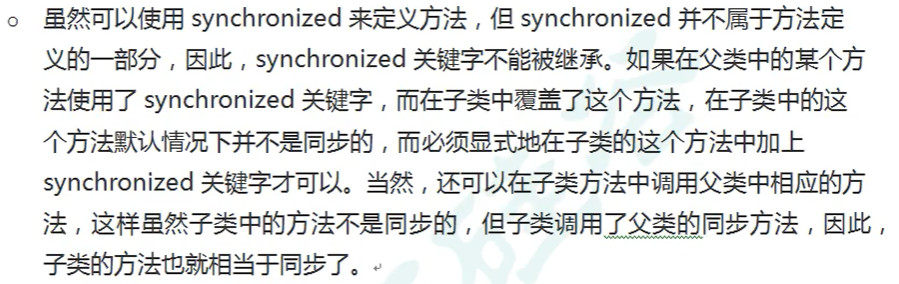 ○ 虽然可以使用 synchronized 来定义方法，但 synchronized 并不属于方法定
义的一部分，因此，synchronized 关键字不能被继承。如果在父类中的某个方
法使用了 synchronized 关键字，而在子类中覆盖了这个方法，在子类中的这
个方法默认情况下并不是同步的，而必须显式地在子类的这个方法中加上
synchronized 关键字才可以。当然，还可以在子类方法中调用父类中相应的方
法，这样虽然子类中的方法不是同步的，但子类调用了父类的同步方法，因此，
子类的方法也就相当于同步了。